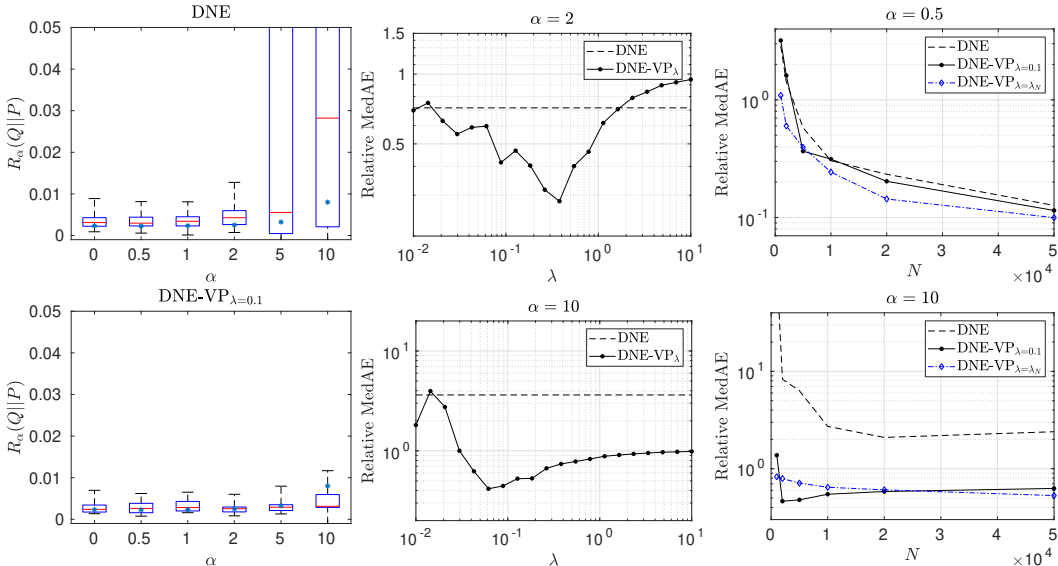 DNE
0.05
0.04
0.03
0.02
0.01
0
R_α(Q||P)
0 0.5 1 2 5 10
α
α = 2
1.5
1
0.5
Relative MedAE
DNE
DNE-VP_λ
10^-2 10^-1 10^0 10^1
λ
α = 0.5
10^0
10^-1
Relative MedAE
DNE
DNE-VP_λ=0.1
DNE-VP_λ=λ_N
0 1 2 3 4 5
N
×10^4
DNE-VP_λ=0.1
0.05
0.04
0.03
0.02
0.01
0
R_α(Q||P)
0 0.5 1 2 5 10
α
α = 10
10^1
10^0
Relative MedAE
DNE
DNE-VP_λ
10^-2 10^-1 10^0 10^1
λ
α = 10
10^1
10^0
Relative MedAE
DNE
DNE-VP_λ=0.1
DNE-VP_λ=λ_N
0 1 2 3 4 5
N
×10^4